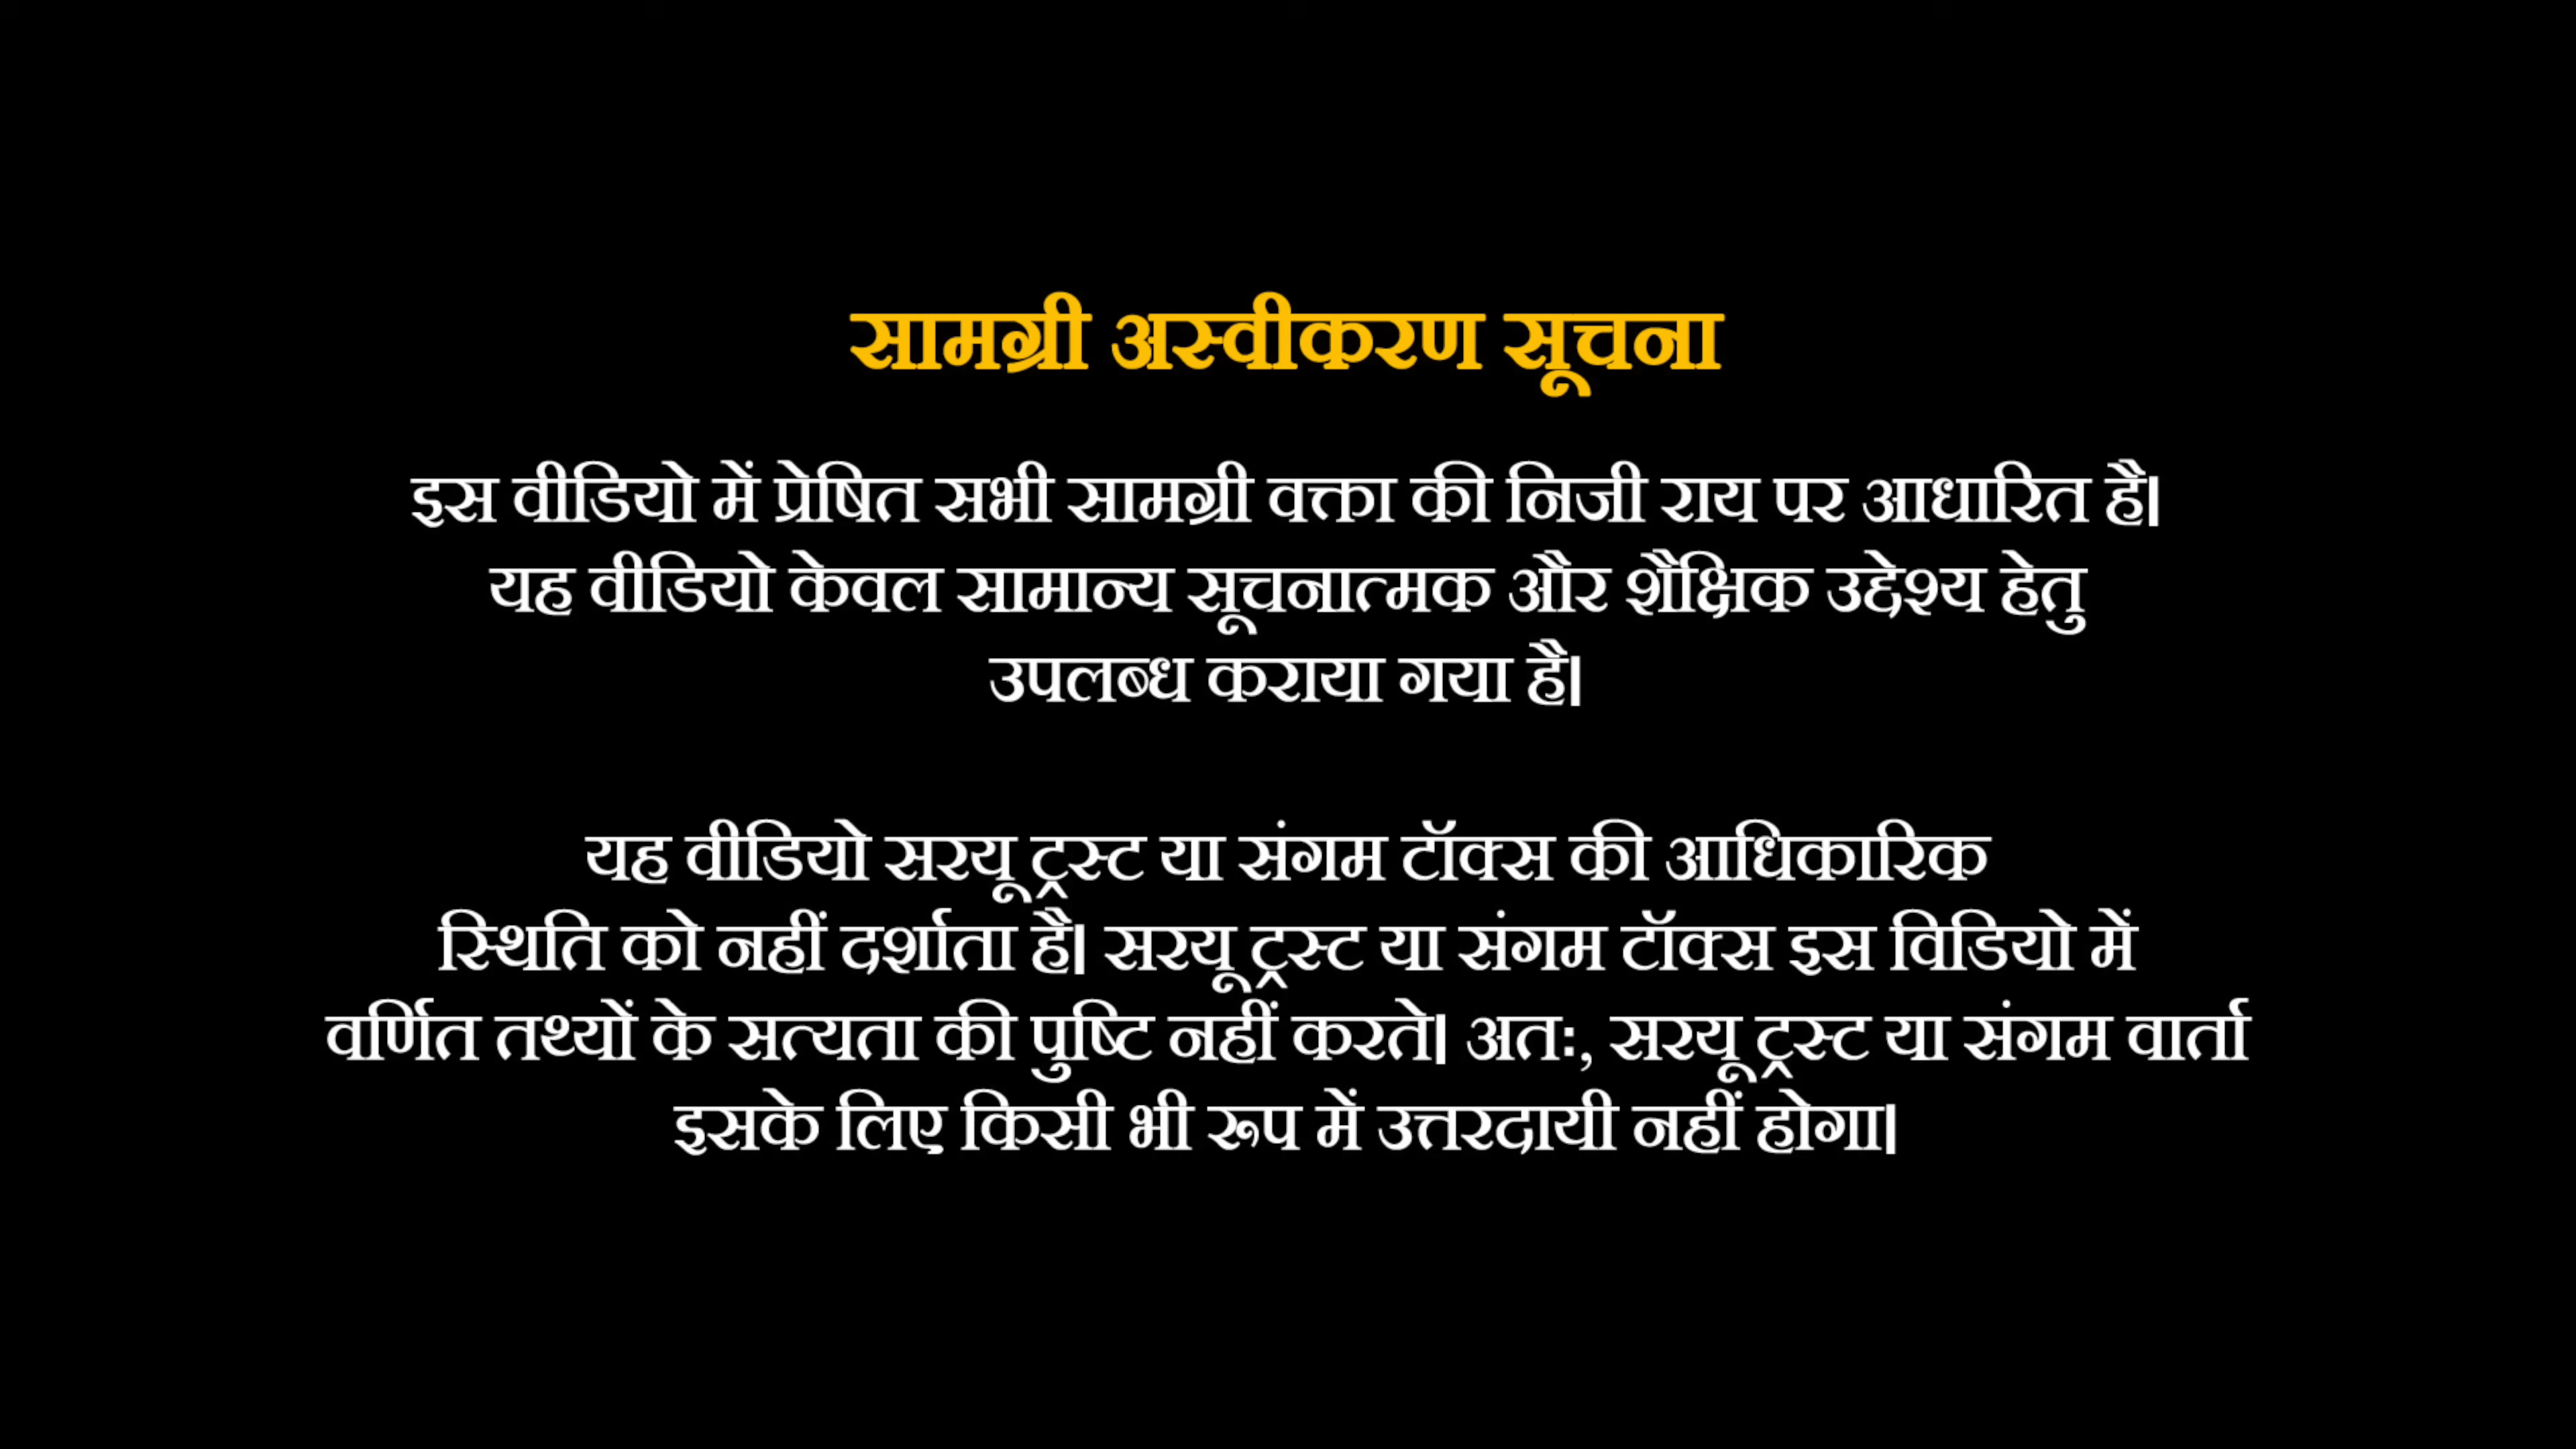 सामग्री अस्वीकरण सूचना
इस वीडियो में प्रेषित सभी सामग्री वक्ता की निजी राय पर आधारित है।
यह वीडियो केवल सामान्य सूचनात्मक और शैक्षिक उद्देश्य हेतु
उपलब्ध कराया गया है।
यह वीडियो सरयू ट्रस्ट या संगम टॉक्स की आधिकारिक
स्थिति को नहीं दर्शाता है। सरयू ट्रस्ट या संगम टॉक्स इस विडियो में
वर्णित तथ्यों के सत्यता की पुष्टि नहीं करते। अतः, सरयू ट्रस्ट या संगम वार्ता
इसके लिए किसी भी रूप में उत्तरदायी नहीं होगा।